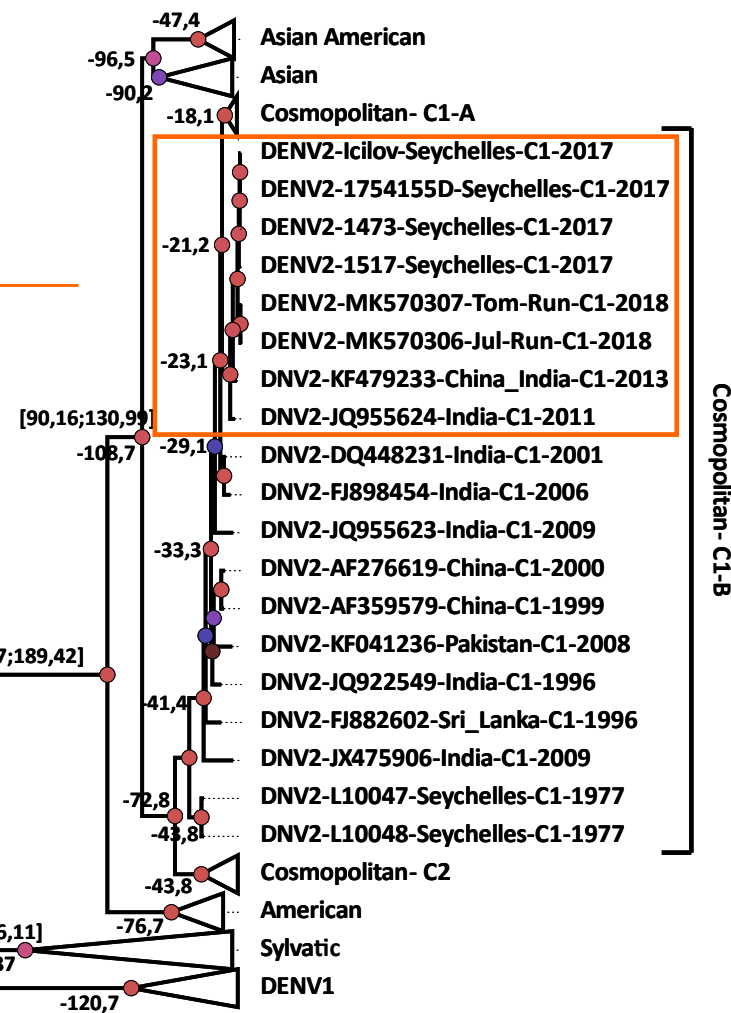 -47,4
Asian American
-96,5
Asian
-90,2
Cosmopolitan- C1-A
-18,1
DENV2-Icilov-Seychelles-C1-2017
DENV2-1754155D-Seychelles-C1-2017
DENV2-1473-Seychelles-C1-2017
-21,2
DENV2-1517-Seychelles-C1-2017
DENV2-MK570307-Tom-Run-C1-2018
DENV2-MK570306-Jul-Run-C1-2018
-23,1
DNV2-KF479233-China_India-C1-2013
[90,16;130,99]
DNV2-JQ955624-India-C1-2011
-29,1
-108,7
DNV2-DQ448231-India-C1-2001
DNV2-FJ898454-India-C1-2006
Cosmopolitan- C1-B
DNV2-JQ955623-India-C1-2009
-33,3
DNV2-AF276619-China-C1-2000
DNV2-AF359579-China-C1-1999
DNV2-KF041236-Pakistan-C1-2008
7;189,42]
DNV2-JQ922549-India-C1-1996
-41,4
DNV2-FJ882602-Sri_Lanka-C1-1996
DNV2-JX475906-India-C1-2009
-72,8
DNV2-L10047-Seychelles-C1-1977
-43,8
DNV2-L10048-Seychelles-C1-1977
Cosmopolitan- C2
-43,8
American
-76,7
5,11]
Sylvatic
37
DENV1
-120,7